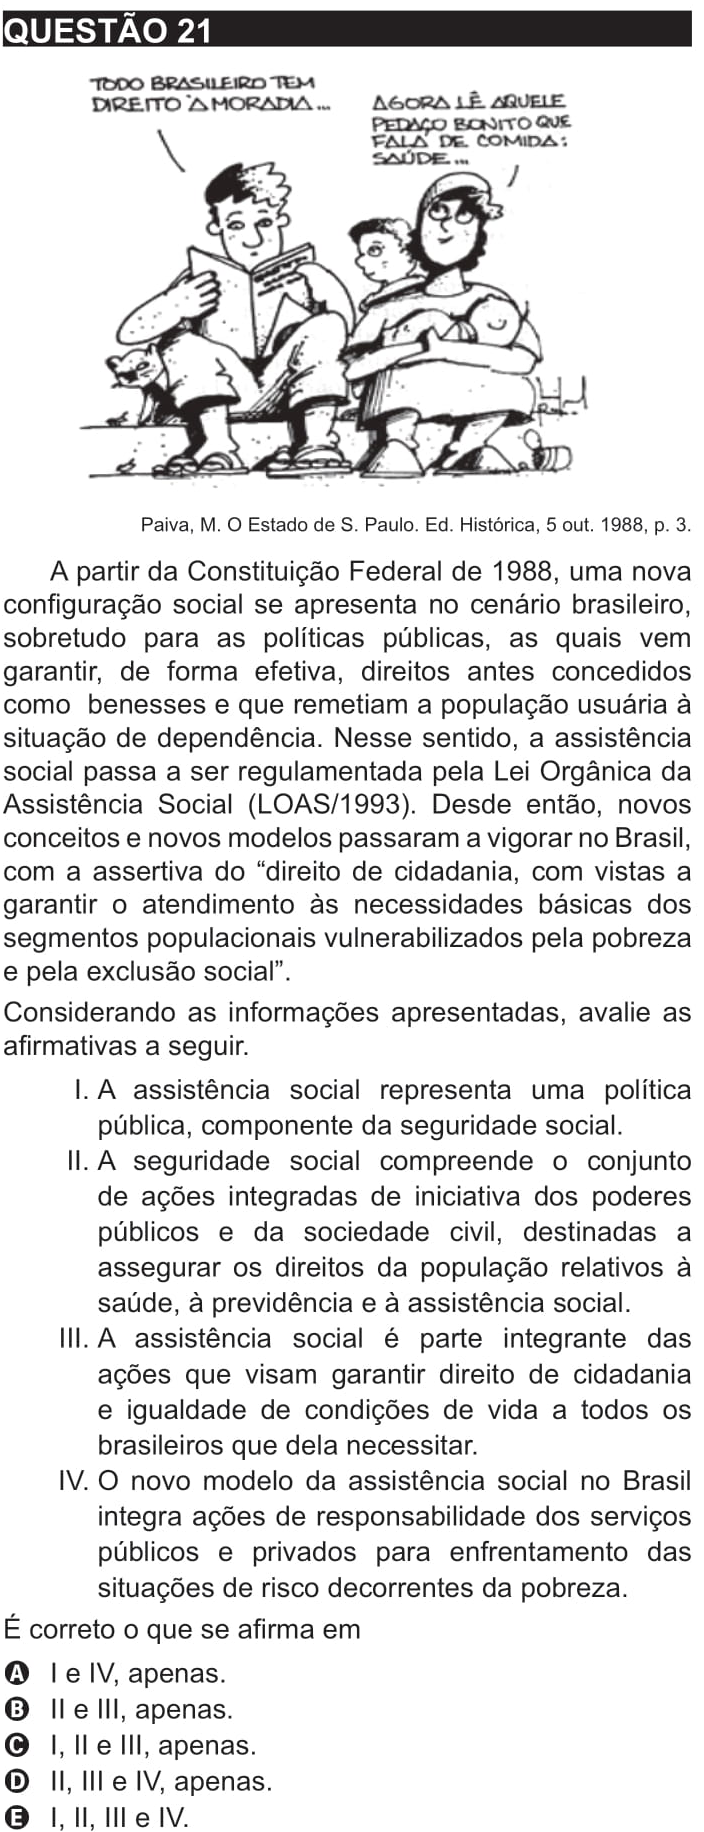 QUESTÃO 21
TODO BRASILEIRO TEM
DIREITO À MORADIA...
AGORA LÊ AQUELE
PEDAÇO BONITO QUE
FALA DE COMIDA:
SAÚDE...
Paiva, M. O Estado de S. Paulo. Ed. Histórica, 5 out. 1988, p. 3.
A partir da Constituição Federal de 1988, uma nova
configuração social se apresenta no cenário brasileiro,
sobretudo para as políticas públicas, as quais vem
garantir, de forma efetiva, direitos antes concedidos
como benesses e que remetiam a população usuária à
situação de dependência. Nesse sentido, a assistência
social passa a ser regulamentada pela Lei Orgânica da
Assistência Social (LOAS/1993). Desde então, novos
conceitos e novos modelos passaram a vigorar no Brasil,
com a assertiva do “direito de cidadania, com vistas a
garantir o atendimento às necessidades básicas dos
segmentos populacionais vulnerabilizados pela pobreza
e pela exclusão social”.
Considerando as informações apresentadas, avalie as
afirmativas a seguir.
I. A assistência social representa uma política
pública, componente da seguridade social.
II. A seguridade social compreende o conjunto
de ações integradas de iniciativa dos poderes
públicos e da sociedade civil, destinadas a
assegurar os direitos da população relativos à
saúde, à previdência e à assistência social.
III. A assistência social é parte integrante das
ações que visam garantir direito de cidadania
e igualdade de condições de vida a todos os
brasileiros que dela necessitar.
IV. O novo modelo da assistência social no Brasil
integra ações de responsabilidade dos serviços
públicos e privados para enfrentamento das
situações de risco decorrentes da pobreza.
É correto o que se afirma em
A I e IV, apenas.
B II e III, apenas.
C I, II e III, apenas.
D II, III e IV, apenas.
E I, II, III e IV.